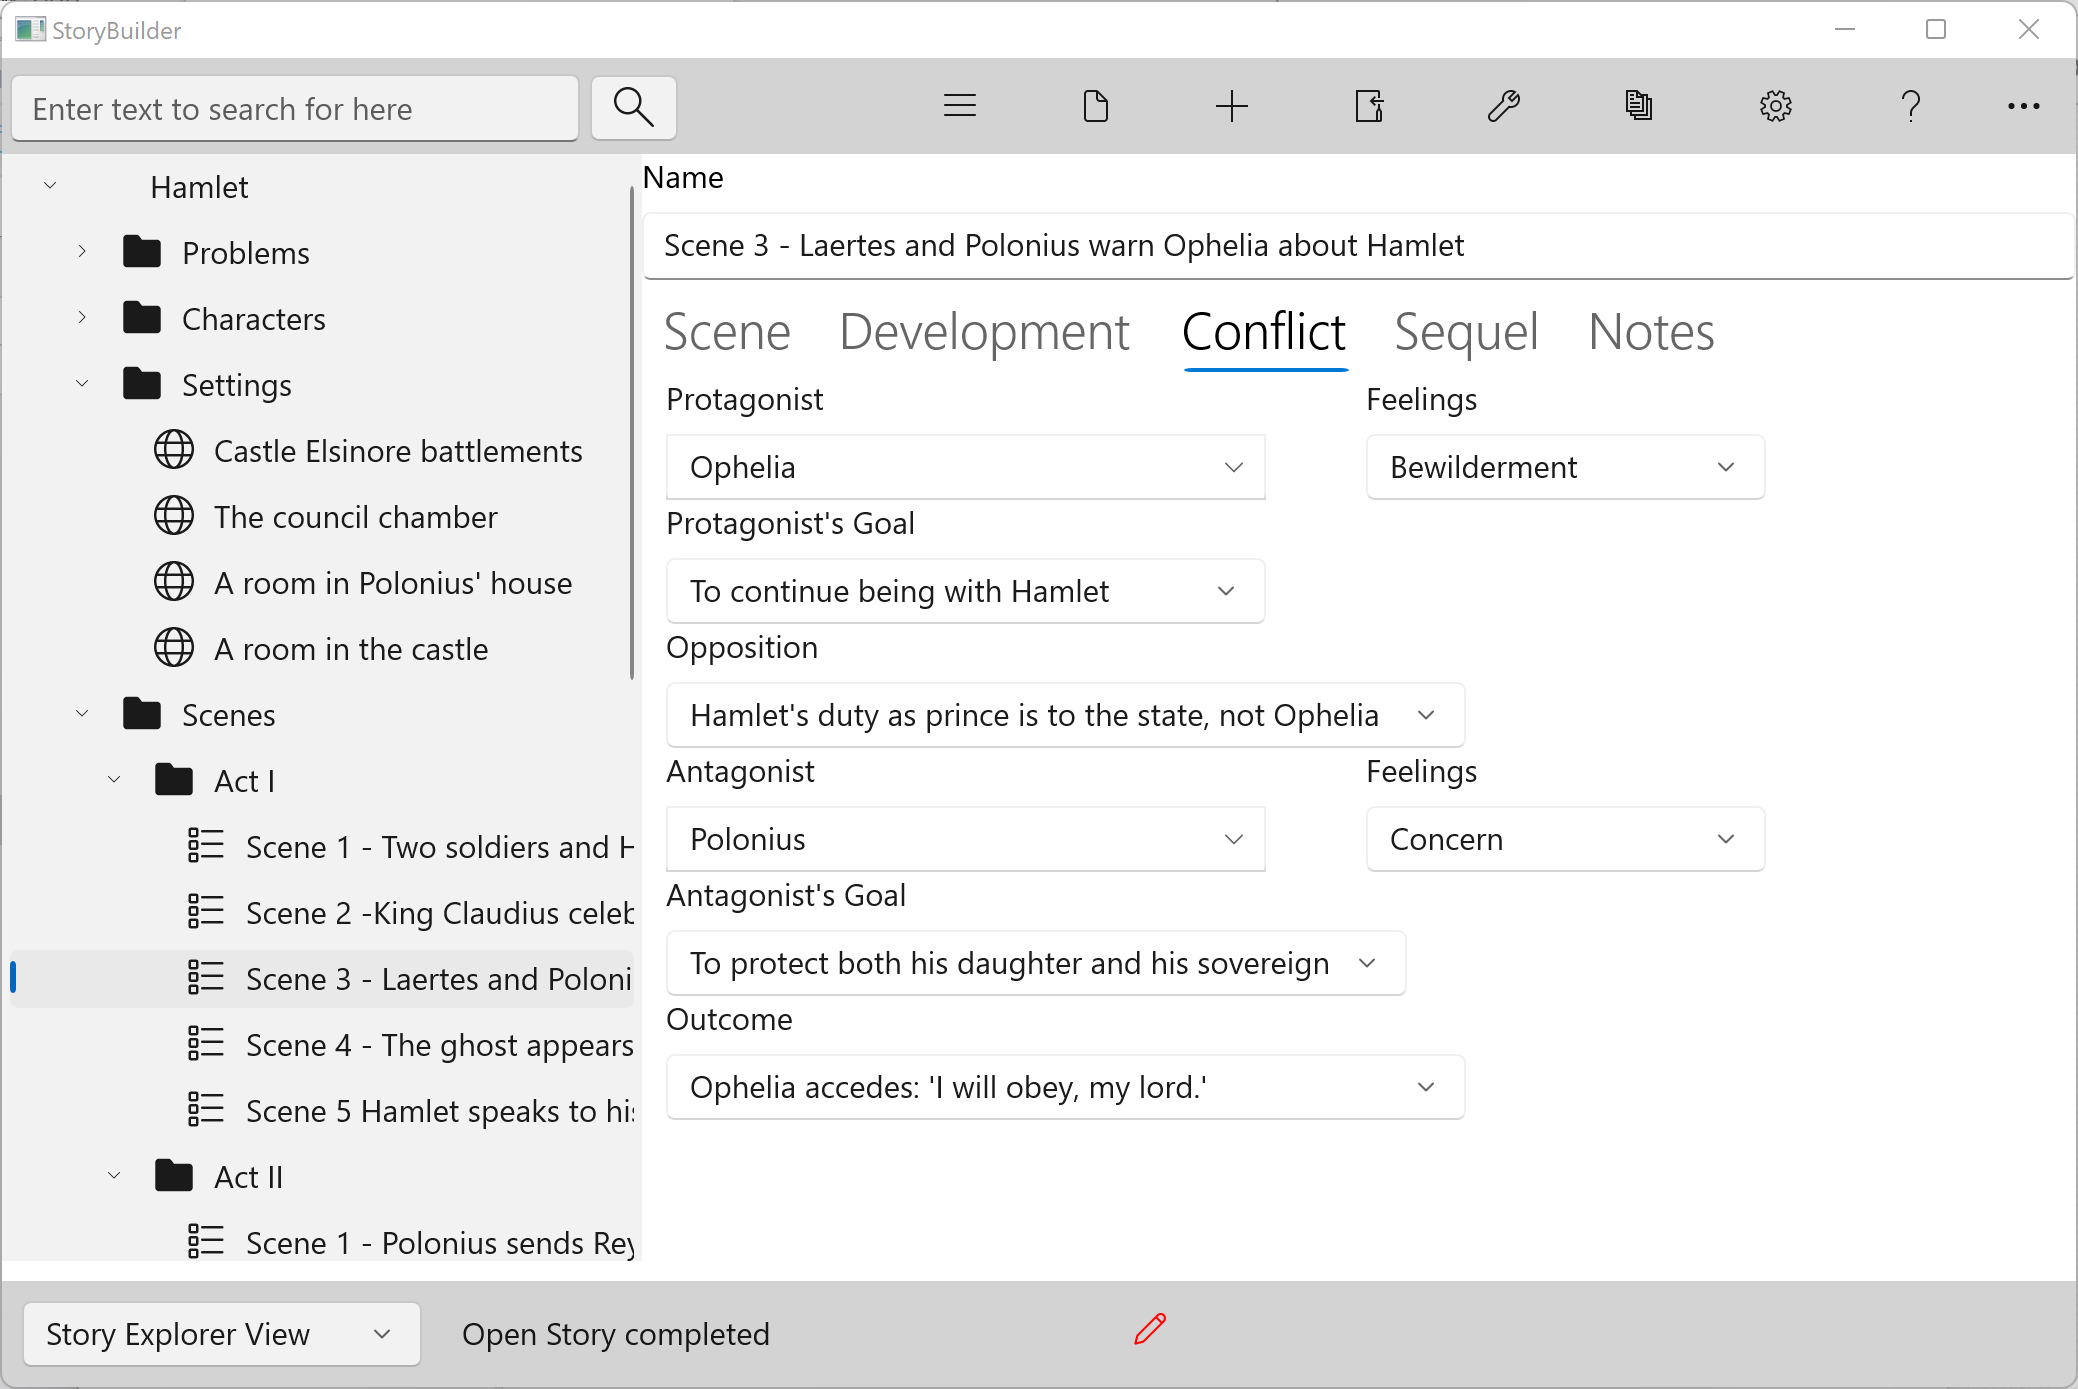 StoryBuilder
Enter text to search for here
Hamlet
Problems
Characters
Settings
Castle Elsinore battlements
The council chamber
A room in Polonius' house
A room in the castle
Scenes
Act I
Scene 1 - Two soldiers and H
Scene 2 -King Claudius celeb
Scene 3 - Laertes and Poloni
Scene 4 - The ghost appears
Scene 5 Hamlet speaks to his
Act II
Scene 1 - Polonius sends Rey
Name
Scene 3 - Laertes and Polonius warn Ophelia about Hamlet
Scene Development Conflict Sequel Notes
Protagonist Feelings
Ophelia Bewilderment
Protagonist's Goal
To continue being with Hamlet
Opposition
Hamlet's duty as prince is to the state, not Ophelia
Antagonist Feelings
Polonius Concern
Antagonist's Goal
To protect both his daughter and his sovereign
Outcome
Ophelia accedes: 'I will obey, my lord.'
Story Explorer View Open Story completed